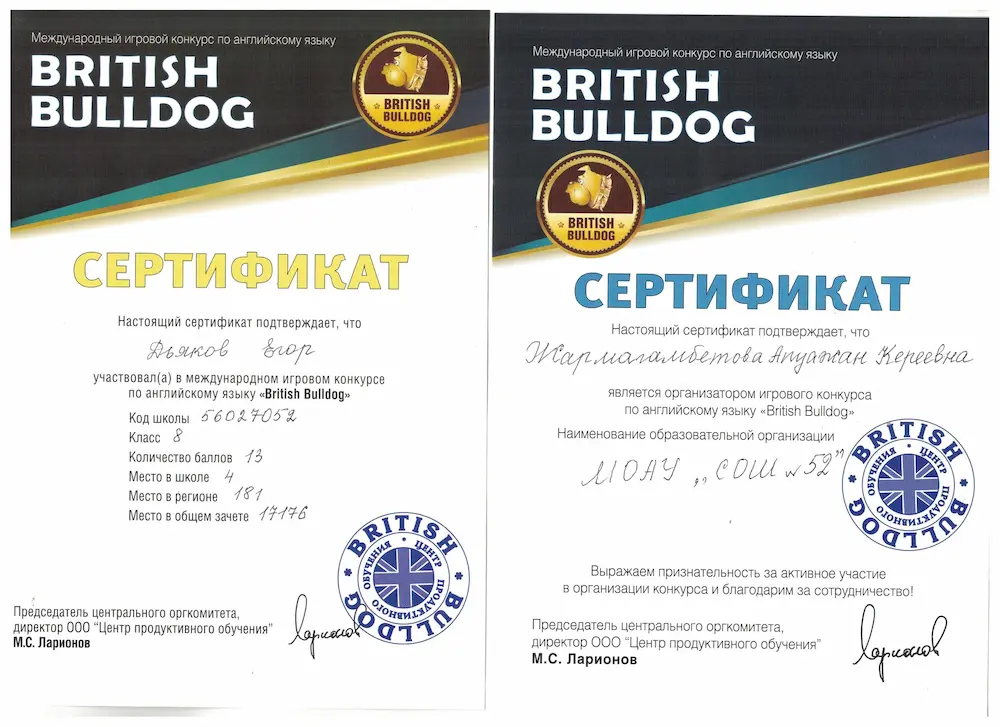 Международный игровой конкурс по английскому языку
BRITISH
BULLDOG
BRITISH
BULLDOG
СЕРТИФИКАТ
Настоящий сертификат подтверждает, что
Дьяков Егор
участвовал(а) в международном игровом конкурсе
по английскому языку «British Bulldog»
Код школы 56027052
Класс 8
Количество баллов 13
Место в школе 4
Место в регионе 181
Место в общем зачете 17176
BRITISH BULLDOG
ЦЕНТР ПРОДУКТИВНОГО ОБУЧЕНИЯ
Председатель центрального оргкомитета,
директор ООО "Центр продуктивного обучения"
М.С. Ларионов
Ларионов
Международный игровой конкурс по английскому языку
BRITISH
BULLDOG
BRITISH
BULLDOG
СЕРТИФИКАТ
Настоящий сертификат подтверждает, что
Жармагамбетова Алуажан Кереевна
является организатором игрового конкурса
по английскому языку «British Bulldog»
Наименование образовательной организации
МОАУ „СОШ №52"
BRITISH BULLDOG
ЦЕНТР ПРОДУКТИВНОГО ОБУЧЕНИЯ
Выражаем признательность за активное участие
в организации конкурса и благодарим за сотрудничество!
Председатель центрального оргкомитета,
директор ООО "Центр продуктивного обучения"
М.С. Ларионов
Ларионов